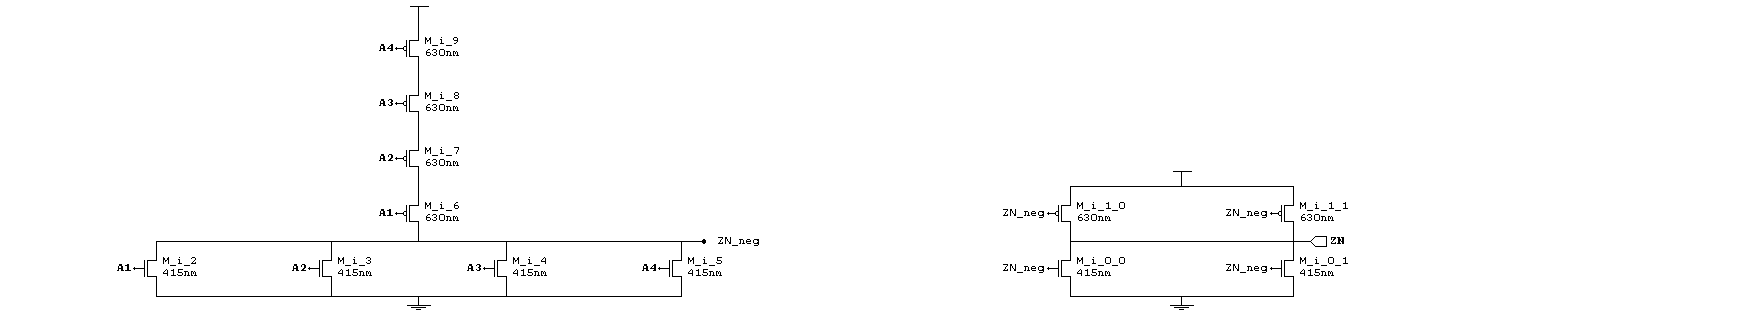 M_i_9
A4
630nm
M_i_8
A3
630nm
M_i_7
A2
630nm
M_i_6
A1
630nm
ZN_neg
M_i_2
A1
415nm
M_i_3
A2
415nm
M_i_4
A3
415nm
M_i_5
A4
415nm
M_i_1_0
ZN_neg
630nm
M_i_1_1
ZN_neg
630nm
ZN
M_i_0_0
ZN_neg
415nm
M_i_0_1
ZN_neg
415nm